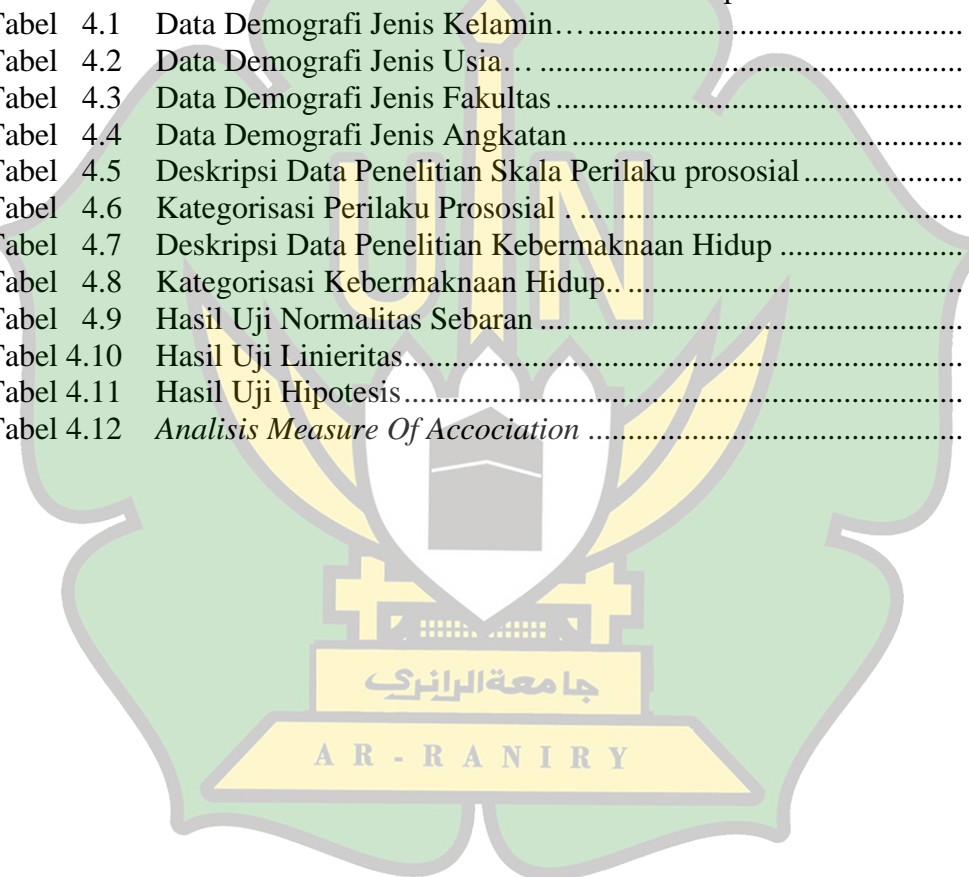 Tabel 4.1 Data Demografi Jenis Kelamin…........................................................
Tabel 4.2 Data Demografi Jenis Usia… ................................................................
Tabel 4.3 Data Demografi Jenis Fakultas .............................................................
Tabel 4.4 Data Demografi Jenis Angkatan ...........................................................
Tabel 4.5 Deskripsi Data Penelitian Skala Perilaku prososial ........................
Tabel 4.6 Kategorisasi Perilaku Prososial . ..........................................................
Tabel 4.7 Deskripsi Data Penelitian Kebermaknaan Hidup ...........................
Tabel 4.8 Kategorisasi Kebermaknaan Hidup.. ...................................................
Tabel 4.9 Hasil Uji Normalitas Sebaran ................................................................
Tabel 4.10 Hasil Uji Linieritas....................................................................................
Tabel 4.11 Hasil Uji Hipotesis....................................................................................
Tabel 4.12 Analisis Measure Of Accociation .........................................................
UIN
جامعة الرانري
AR-RANIRY